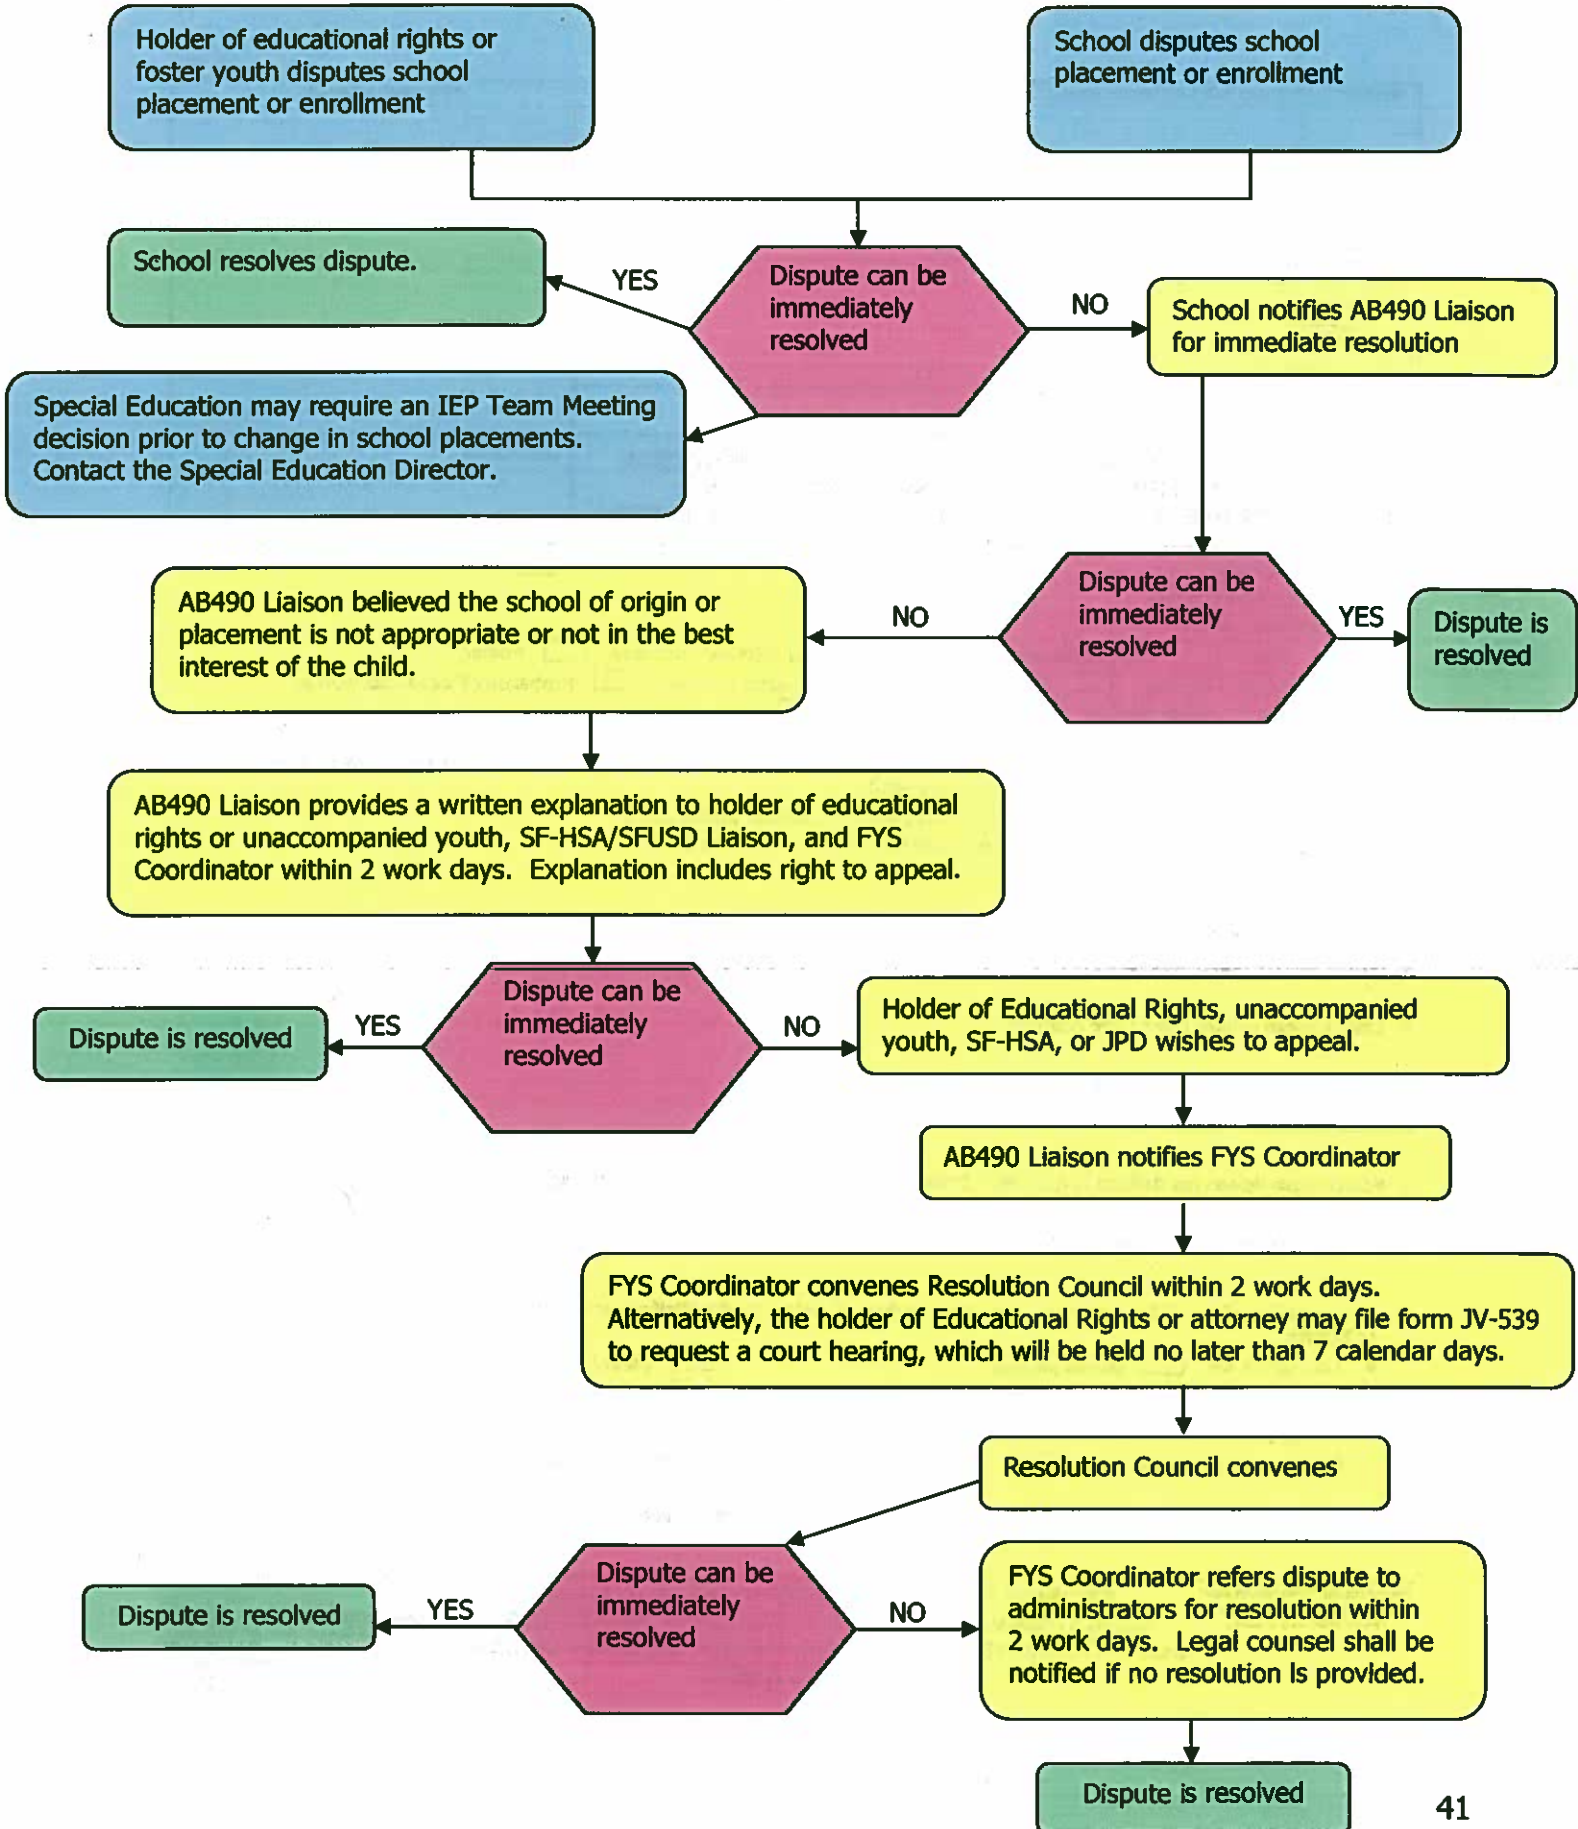 Holder of educational rights or
foster youth disputes school
placement or enrollment
School disputes school
placement or enrollment
School resolves dispute.
YES
Dispute can be
immediately
resolved
NO
School notifies AB490 Liaison
for immediate resolution
Special Education may require an IEP Team Meeting
decision prior to change in school placements.
Contact the Special Education Director.
AB490 Liaison believed the school of origin or
placement is not appropriate or not in the best
interest of the child.
NO
Dispute can be
immediately
resolved
YES
Dispute is
resolved
AB490 Liaison provides a written explanation to holder of educational
rights or unaccompanied youth, SF-HSA/SFUSD Liaison, and FYS
Coordinator within 2 work days.  Explanation includes right to appeal.
Dispute is resolved
YES
Dispute can be
immediately
resolved
NO
Holder of Educational Rights, unaccompanied
youth, SF-HSA, or JPD wishes to appeal.
AB490 Liaison notifies FYS Coordinator
FYS Coordinator convenes Resolution Council within 2 work days.
Alternatively, the holder of Educational Rights or attorney may file form JV-539
to request a court hearing, which will be held no later than 7 calendar days.
Resolution Council convenes
Dispute is resolved
YES
Dispute can be
immediately
resolved
NO
FYS Coordinator refers dispute to
administrators for resolution within
2 work days.  Legal counsel shall be
notified if no resolution is provided.
Dispute is resolved
41